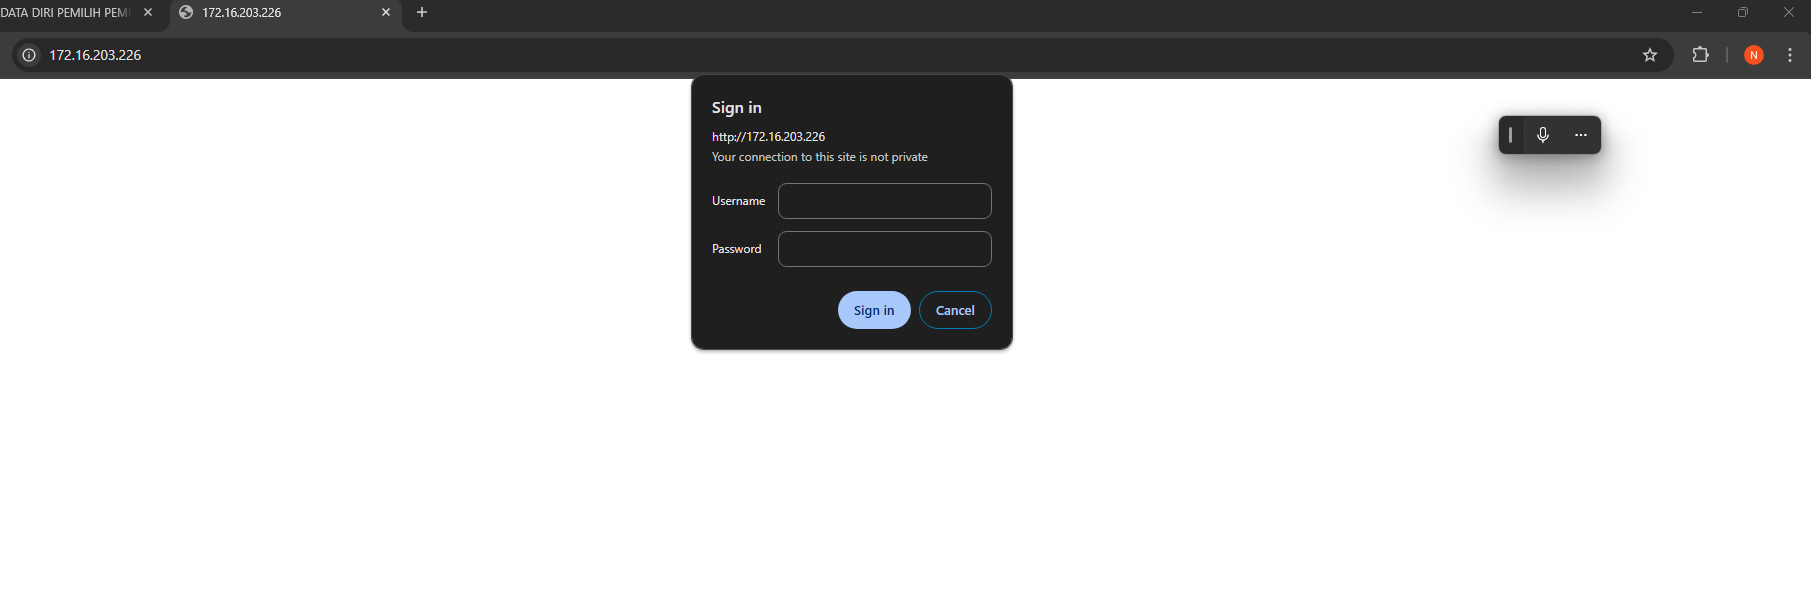 DATA DIRI PEMILIH PEM
172.16.203.226
172.16.203.226
N
Sign in
http://172.16.203.226
Your connection to this site is not private
Username
Password
Sign in
Cancel